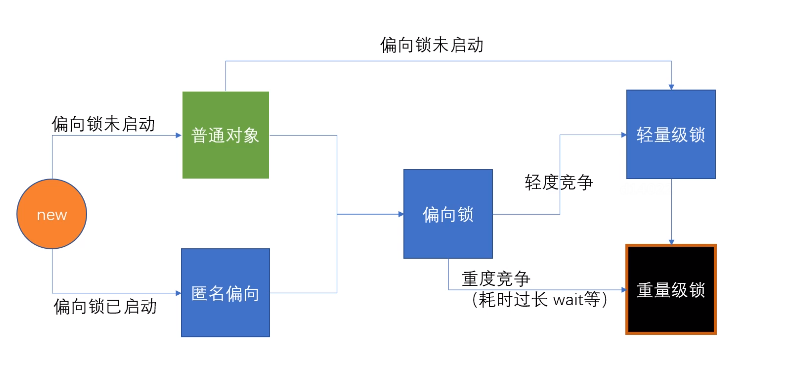 偏向锁未启动
偏向锁未启动
普通对象
轻量级锁
轻度竞争
new
偏向锁
重度竞争
（耗时过长 wait等）
匿名偏向
重量级锁
偏向锁已启动